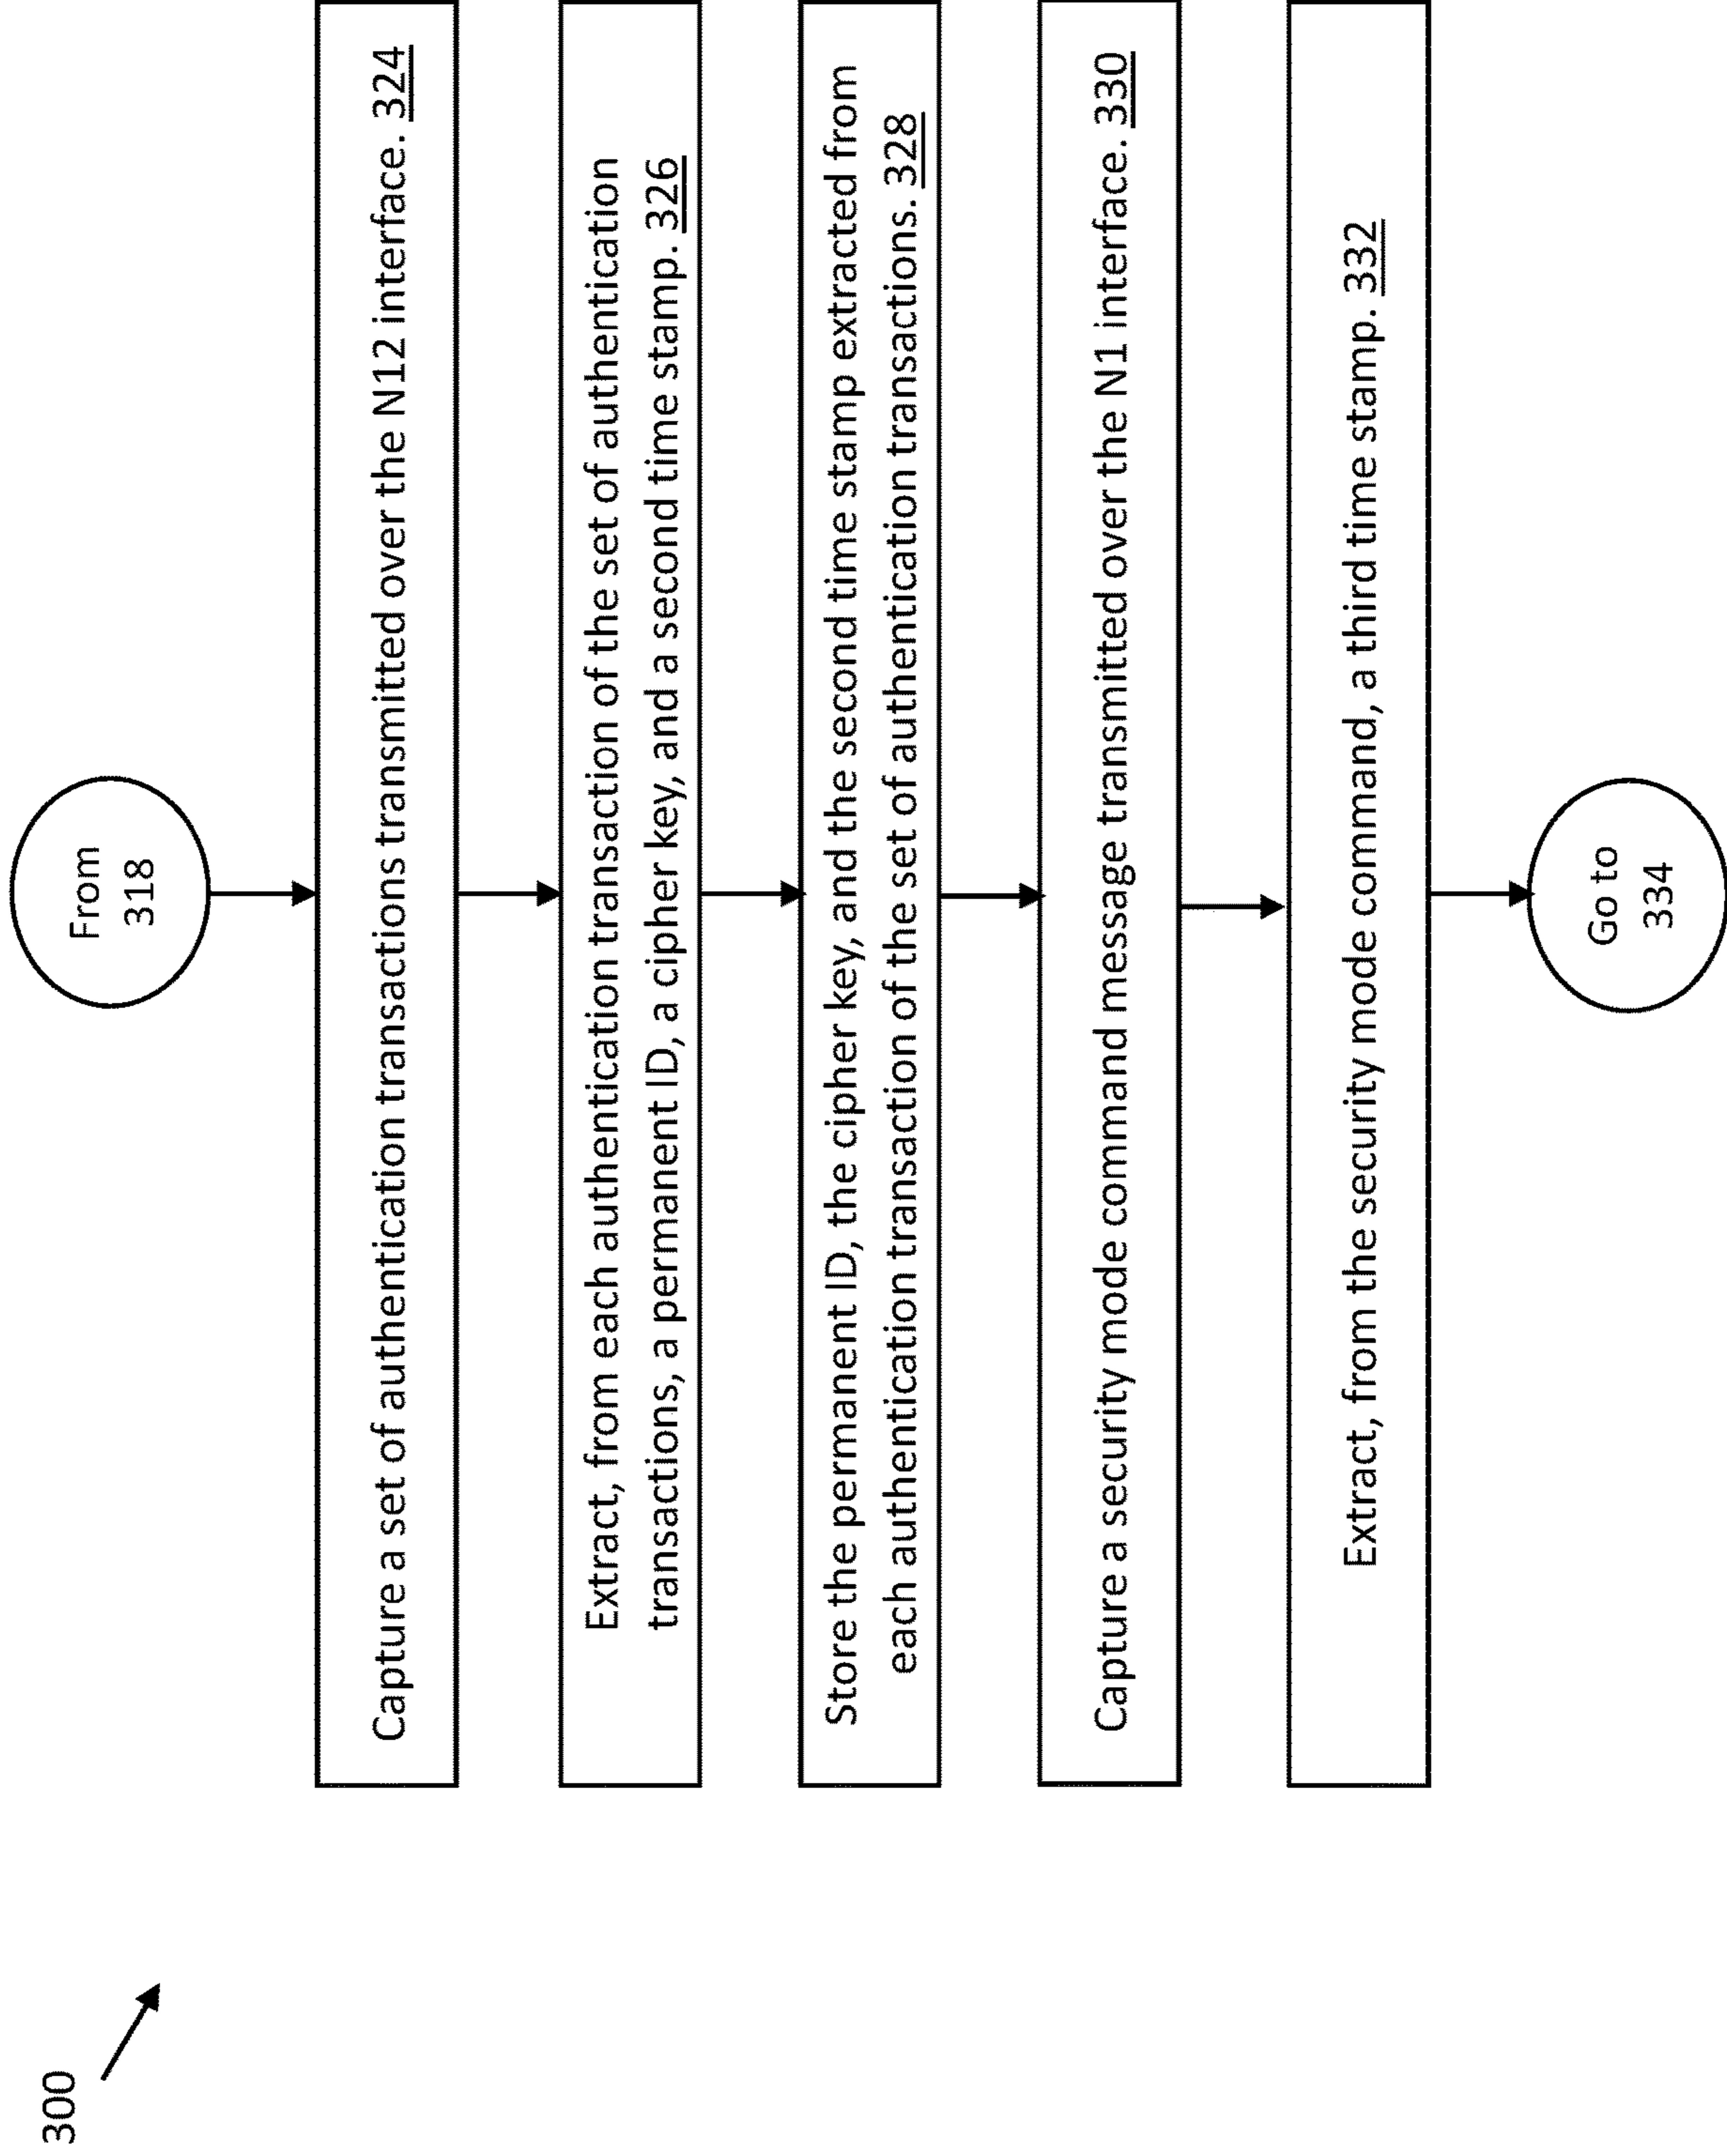 300
From
318
Capture a set of authentication transactions transmitted over the N12 interface. 324
Extract, from each authentication transaction of the set of authentication
transactions, a permanent ID, a cipher key, and a second time stamp. 326
Store the permanent ID, the cipher key, and the second time stamp extracted from
each authentication transaction of the set of authentication transactions. 328
Capture a security mode command message transmitted over the N1 interface. 330
Extract, from the security mode command, a third time stamp. 332
Go to
334